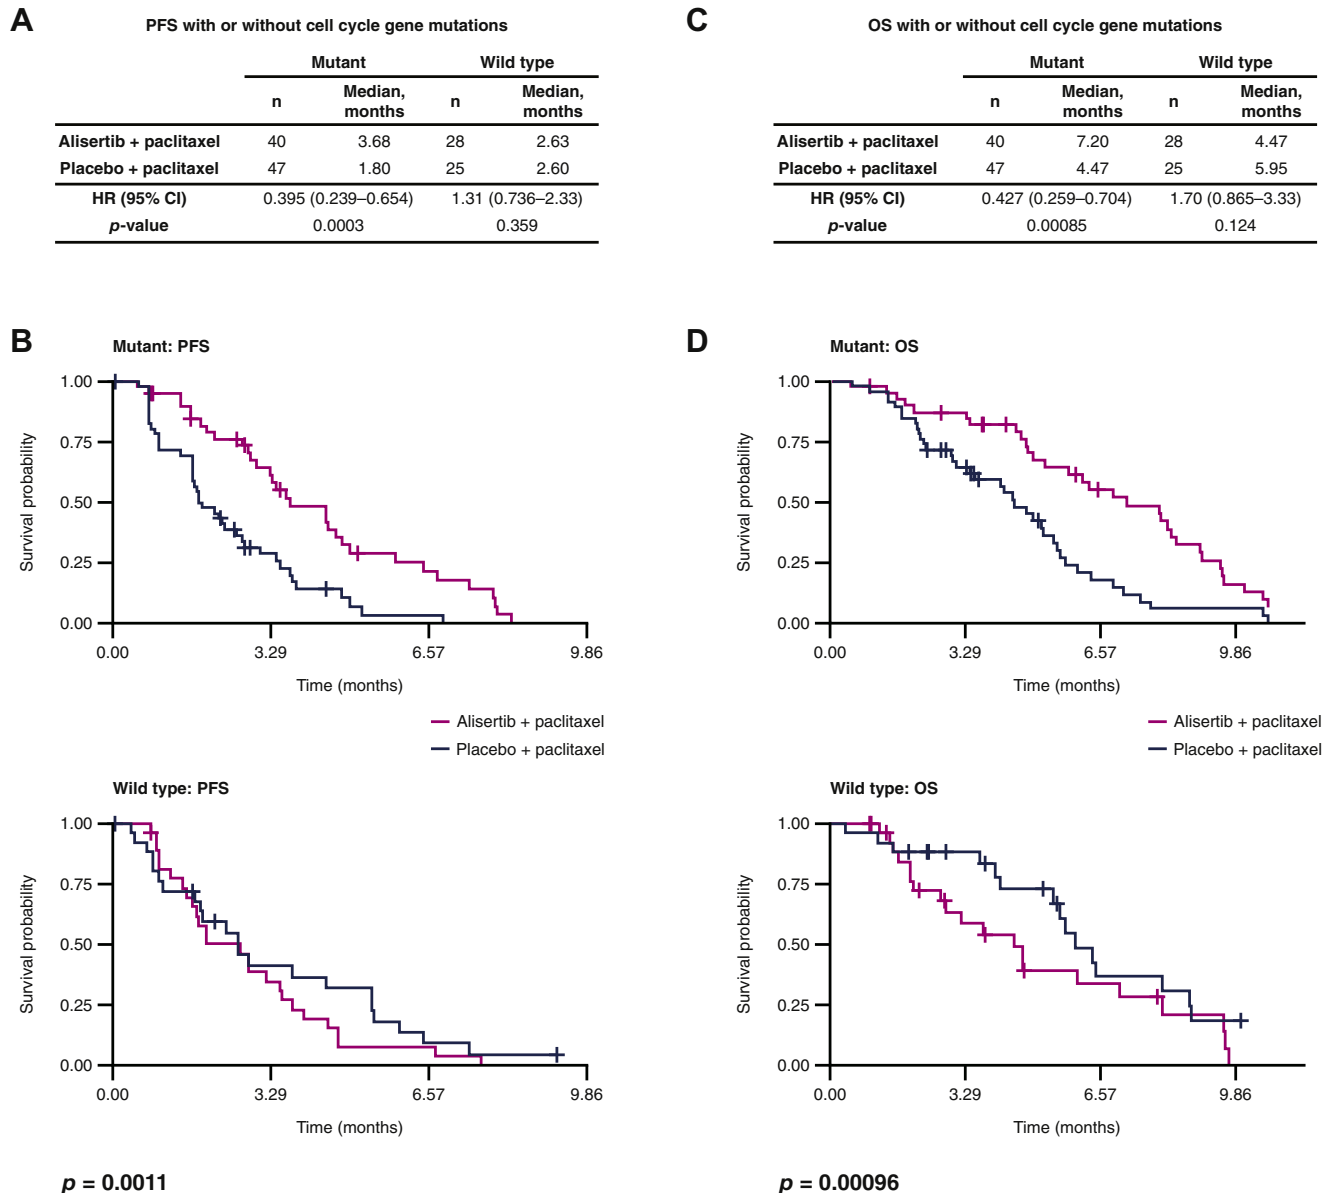 A
PFS with or without cell cycle gene mutations
Mutant Wild type
n Median, months n Median, months
Alisertib + paclitaxel 40 3.68 28 2.63
Placebo + paclitaxel 47 1.80 25 2.60
HR (95% CI) 0.395 (0.239–0.654) 1.31 (0.736–2.33)
p-value 0.0003 0.359
C
OS with or without cell cycle gene mutations
Mutant Wild type
n Median, months n Median, months
Alisertib + paclitaxel 40 7.20 28 4.47
Placebo + paclitaxel 47 4.47 25 5.95
HR (95% CI) 0.427 (0.259–0.704) 1.70 (0.865–3.33)
p-value 0.00085 0.124
B
Mutant: PFS
Survival probability
1.00
0.75
0.50
0.25
0.00
0.00 3.29 6.57 9.86
Time (months)
Alisertib + paclitaxel
Placebo + paclitaxel
Wild type: PFS
Survival probability
1.00
0.75
0.50
0.25
0.00
0.00 3.29 6.57 9.86
Time (months)
p = 0.0011
D
Mutant: OS
Survival probability
1.00
0.75
0.50
0.25
0.00
0.00 3.29 6.57 9.86
Time (months)
Alisertib + paclitaxel
Placebo + paclitaxel
Wild type: OS
Survival probability
1.00
0.75
0.50
0.25
0.00
0.00 3.29 6.57 9.86
Time (months)
p = 0.00096